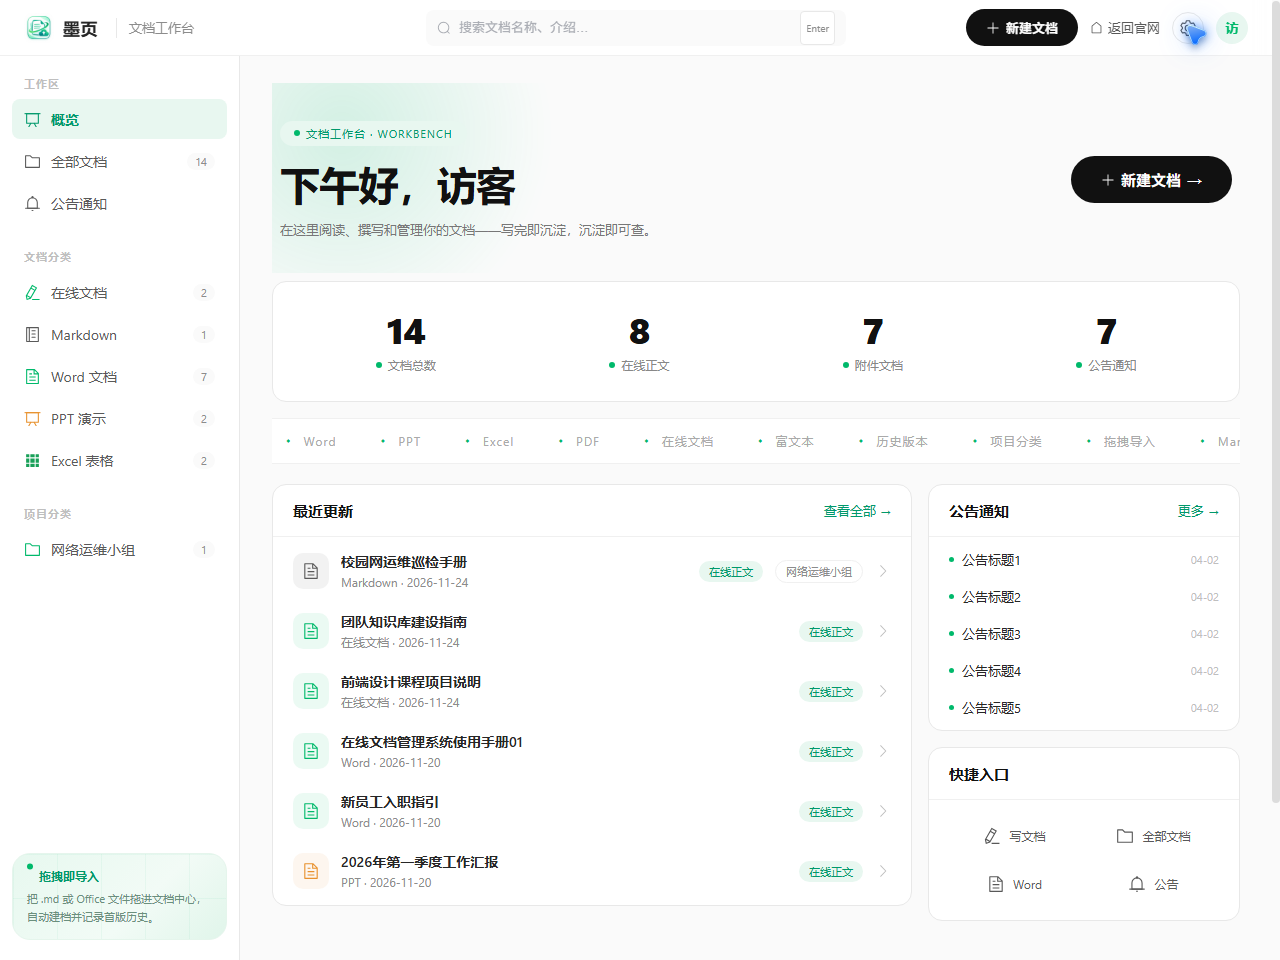 墨页
文档工作台
搜索文档名称、介绍...
Enter
新建文档
返回官网
访
工作区
概览
全部文档 14
公告通知
文档分类
在线文档 2
Markdown 1
Word 文档 7
PPT 演示 2
Excel 表格 2
项目分类
网络运维小组 1
拖拽即导入
把 .md 或 Office 文件拖进文档中心，
自动建档并记录首版历史。
文档工作台 · WORKBENCH
下午好，访客
在这里阅读、撰写和管理你的文档——写完即沉淀，沉淀即可查。
新建文档 →
14
文档总数
8
在线正文
7
附件文档
7
公告通知
Word
PPT
Excel
PDF
在线文档
富文本
历史版本
项目分类
拖拽导入
Mar
最近更新
查看全部 →
校园网运维巡检手册
Markdown · 2026-11-24
在线正文
网络运维小组
团队知识库建设指南
在线文档 · 2026-11-24
在线正文
前端设计课程项目说明
在线文档 · 2026-11-24
在线正文
在线文档管理系统使用手册01
Word · 2026-11-20
在线正文
新员工入职指引
Word · 2026-11-20
在线正文
2026年第一季度工作汇报
PPT · 2026-11-20
在线正文
公告通知
更多 →
公告标题1 04-02
公告标题2 04-02
公告标题3 04-02
公告标题4 04-02
公告标题5 04-02
快捷入口
写文档
全部文档
Word
公告